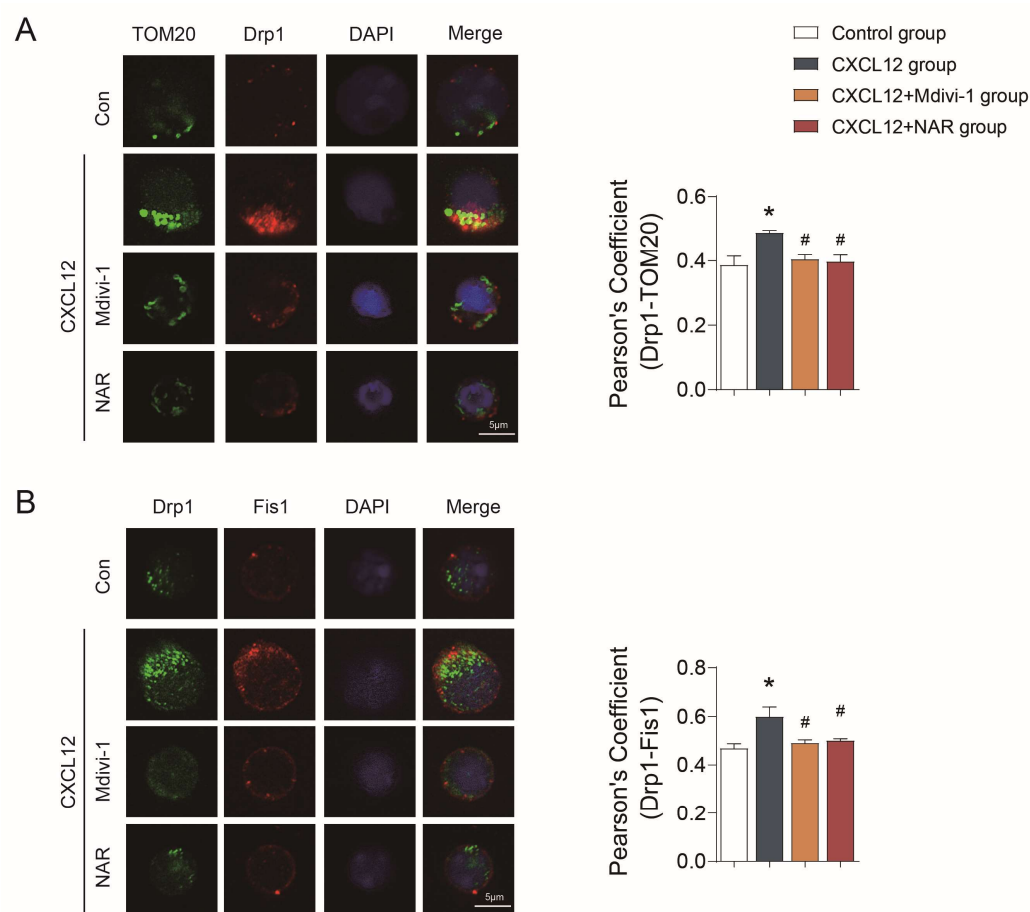 A
TOM20 Drp1 DAPI Merge
Con
CXCL12
Mdivi-1
NAR
5μm
Control group
CXCL12 group
CXCL12+Mdivi-1 group
CXCL12+NAR group
Pearson's Coefficient
(Drp1-TOM20)
0.6
0.4
0.2
0.0
*
#
#
B
Drp1 Fis1 DAPI Merge
Con
CXCL12
Mdivi-1
NAR
5μm
Pearson's Coefficient
(Drp1-Fis1)
0.8
0.6
0.4
0.2
0.0
*
#
#